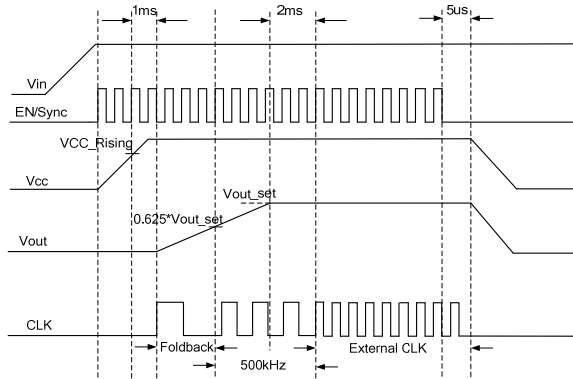 1ms
2ms
5us
Vin
EN/Sync
VCC_Rising
Vcc
Vout_set
0.625*Vout_set
Vout
CLK
Foldback
External CLK
500kHz